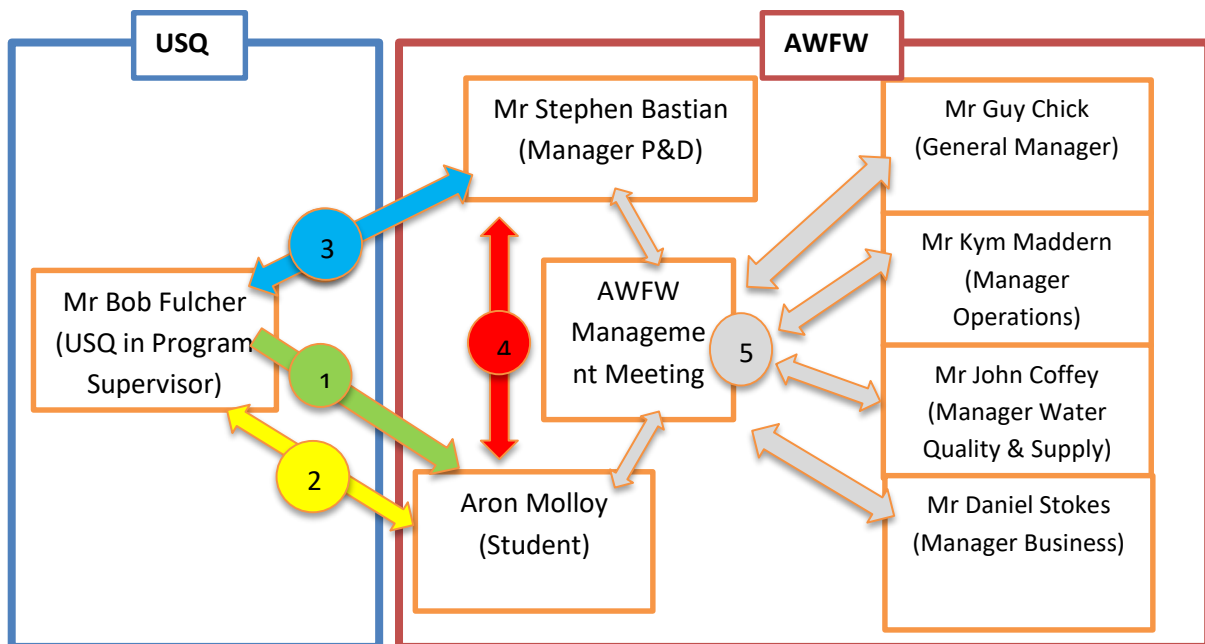 USQ
AWFW
Mr Stephen Bastian
(Manager P&D)
Mr Guy Chick
(General Manager)
3
Mr Kym Maddern
(Manager
Operations)
Mr Bob Fulcher
(USQ in Program
Supervisor)
AWFW
Manageme
nt Meeting
4
5
1
Mr John Coffey
(Manager Water
Quality & Supply)
2
Aron Molloy
(Student)
Mr Daniel Stokes
(Manager Business)